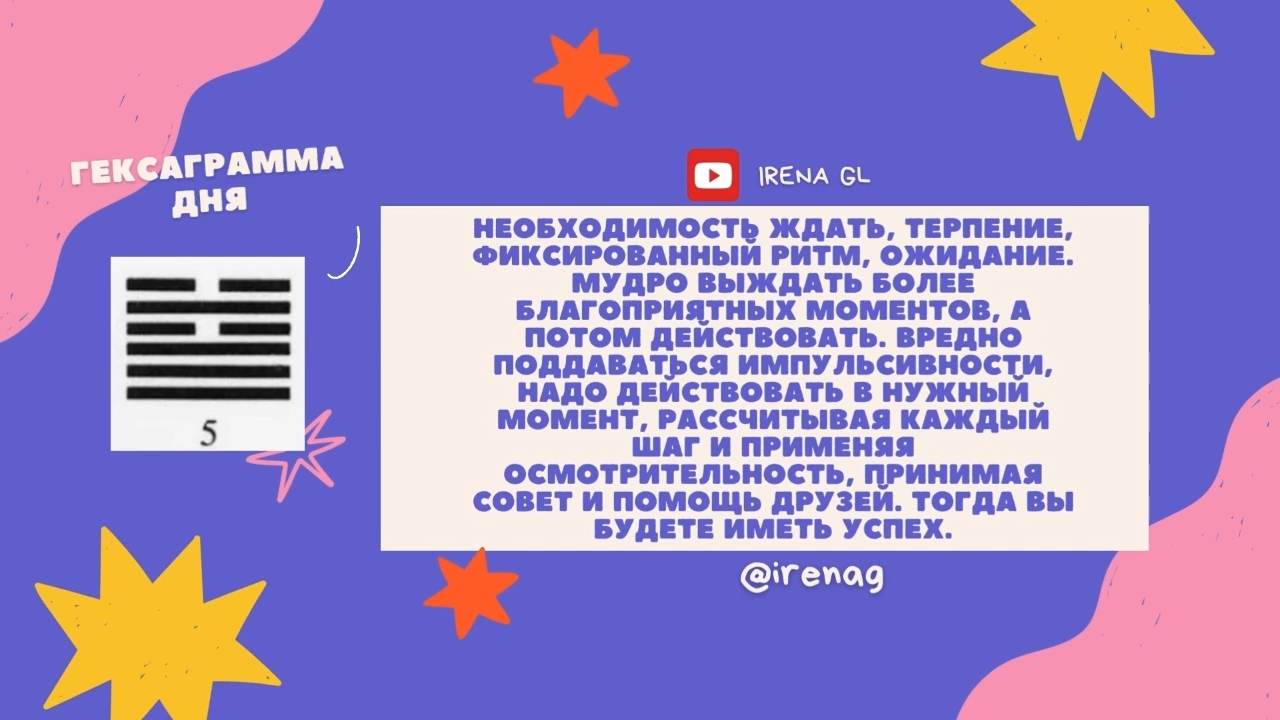 ГЕКСАГРАММА
ДНЯ
5
IRENA GL
НЕОБХОДИМОСТЬ ЖДАТЬ, ТЕРПЕНИЕ,
ФИКСИРОВАННЫЙ РИТМ, ОЖИДАНИЕ.
МУДРО ВЫЖДАТЬ БОЛЕЕ
БЛАГОПРИЯТНЫХ МОМЕНТОВ, А
ПОТОМ ДЕЙСТВОВАТЬ. ВРЕДНО
ПОДДАВАТЬСЯ ИМПУЛЬСИВНОСТИ,
НАДО ДЕЙСТВОВАТЬ В НУЖНЫЙ
МОМЕНТ, РАССЧИТЫВАЯ КАЖДЫЙ
ШАГ И ПРИМЕНЯЯ
ОСМОТРИТЕЛЬНОСТЬ, ПРИНИМАЯ
СОВЕТ И ПОМОЩЬ ДРУЗЕЙ. ТОГДА ВЫ
БУДЕТЕ ИМЕТЬ УСПЕХ.
@irenag